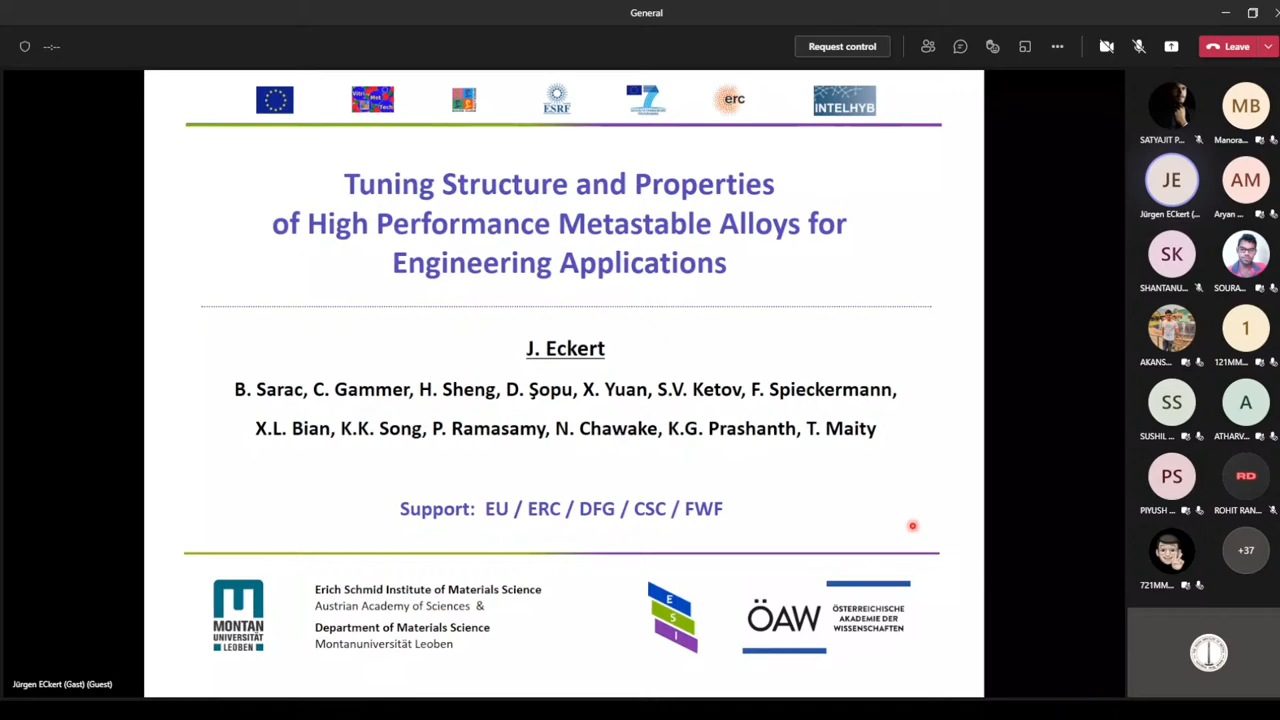 General
--:--
Request control
Leave
ESRF
7
erc
INTELHYB
Tuning Structure and Properties
of High Performance Metastable Alloys for
Engineering Applications
J. Eckert
B. Sarac, C. Gammer, H. Sheng, D. Şopu, X. Yuan, S.V. Ketov, F. Spieckermann,
X.L. Bian, K.K. Song, P. Ramasamy, N. Chawake, K.G. Prashanth, T. Maity
Support: EU / ERC / DFG / CSC / FWF
MONTAN
UNIVERSITÄT
LEOBEN
Erich Schmid Institute of Materials Science
Austrian Academy of Sciences &
Department of Materials Science
Montanuniversität Leoben
E
S
I
ÖAW
ÖSTERREICHISCHE
AKADEMIE DER
WISSENSCHAFTEN
Jürgen ECkert (Gast) (Guest)
SATYAJIT P...
MB
Manora...
JE
Jürgen ECkert (...
AM
Aryan ...
SK
SHANTANU...
SOURA...
AKANS...
1
121MM...
SS
SUSHIL ...
A
ATHARV...
PS
PIYUSH ...
RD
ROHIT RAN...
721MM...
+37